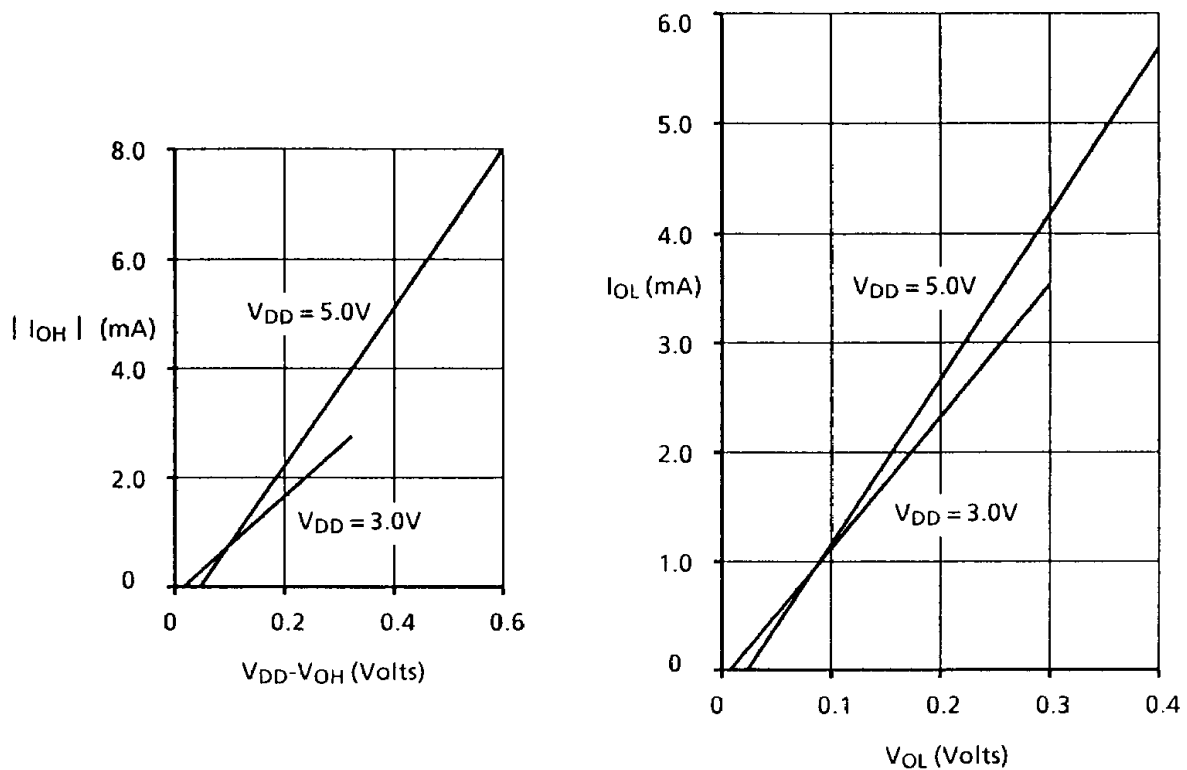 8.0
6.0
| IOH | (mA)
VDD = 5.0V
4.0
2.0
VDD = 3.0V
0
0 0.2 0.4 0.6
VDD-VOH (Volts)
6.0
5.0
4.0
IOL (mA)
VDD = 5.0V
3.0
2.0
VDD = 3.0V
1.0
0
0 0.1 0.2 0.3 0.4
VOL (Volts)